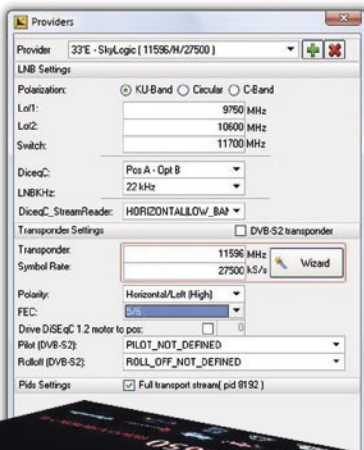 Providers
Provider 33°E - SkyLogic ( 11596/H/27500 )
LNB Settings
Polarization: KU-Band Circular C-Band
Lof1: 9750 MHz
Lof2: 10600 MHz
Switch: 11700 MHz
DiceqC: Pos A - Opt B
LNBKHz: 22 kHz
DiceqC_StreamReader: HORIZONTAL|LOW_BAN
Transponder Settings DVB-S2 transponder
Transponder: 11596 MHz
Symbol Rate: 27500 kS/s
Wizard
Polarity: Horizontal/Left (High)
FEC: 5/6
Drive DiSEqC 1.2 motor to pos: 0
Pilot (DVB-S2): PILOT_NOT_DEFINED
Rolloff (DVB-S2): ROLL_OFF_NOT_DEFINED
Pids Settings Full transport stream( pid 8192 )